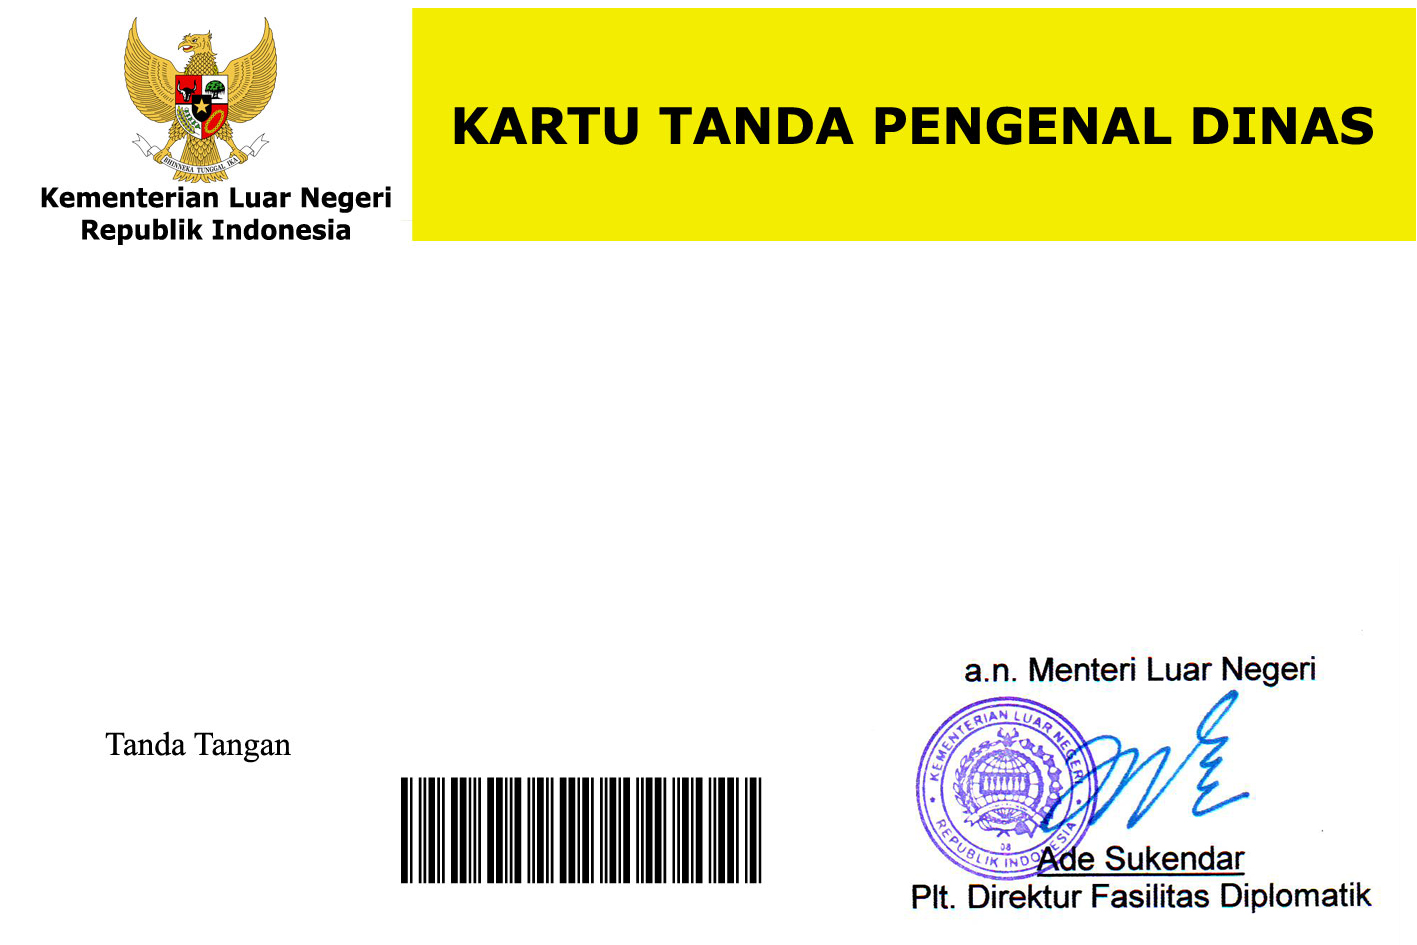 BHINNEKA TUNGGAL IKA
Kementerian Luar Negeri
Republik Indonesia
KARTU TANDA PENGENAL DINAS
a.n. Menteri Luar Negeri
Tanda Tangan
KEMENTERIAN LUAR NEGERI
08
REPUBLIK INDONESIA
Ade Sukendar
Plt. Direktur Fasilitas Diplomatik